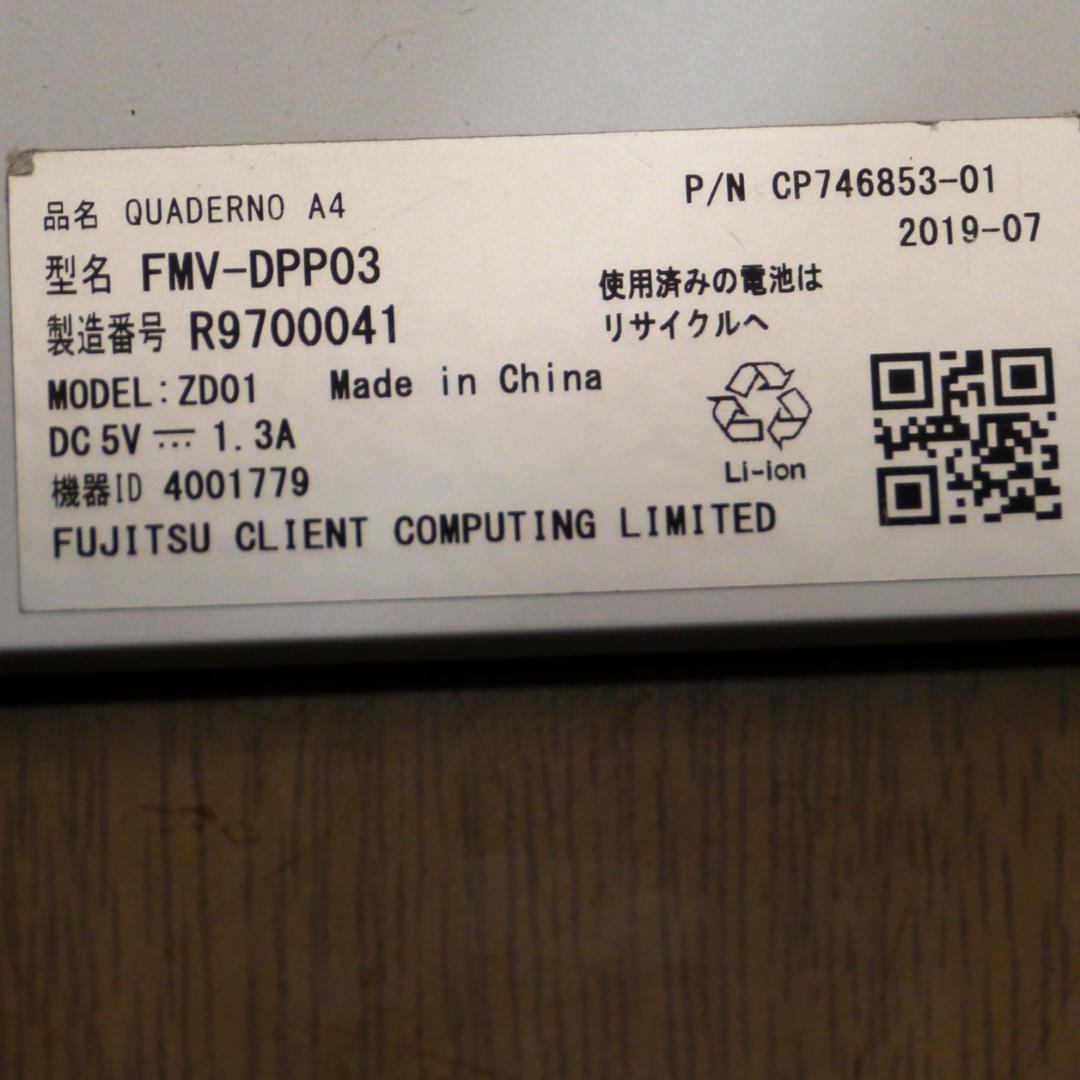 品名 QUADERNO A4
型名 FMV-DPP03
製造番号 R9700041
MODEL: ZD01 Made in China
DC 5V ⎓ 1.3A
機器ID 4001779
FUJITSU CLIENT COMPUTING LIMITED
P/N CP746853-01
2019-07
使用済みの電池は
リサイクルへ
Li-ion